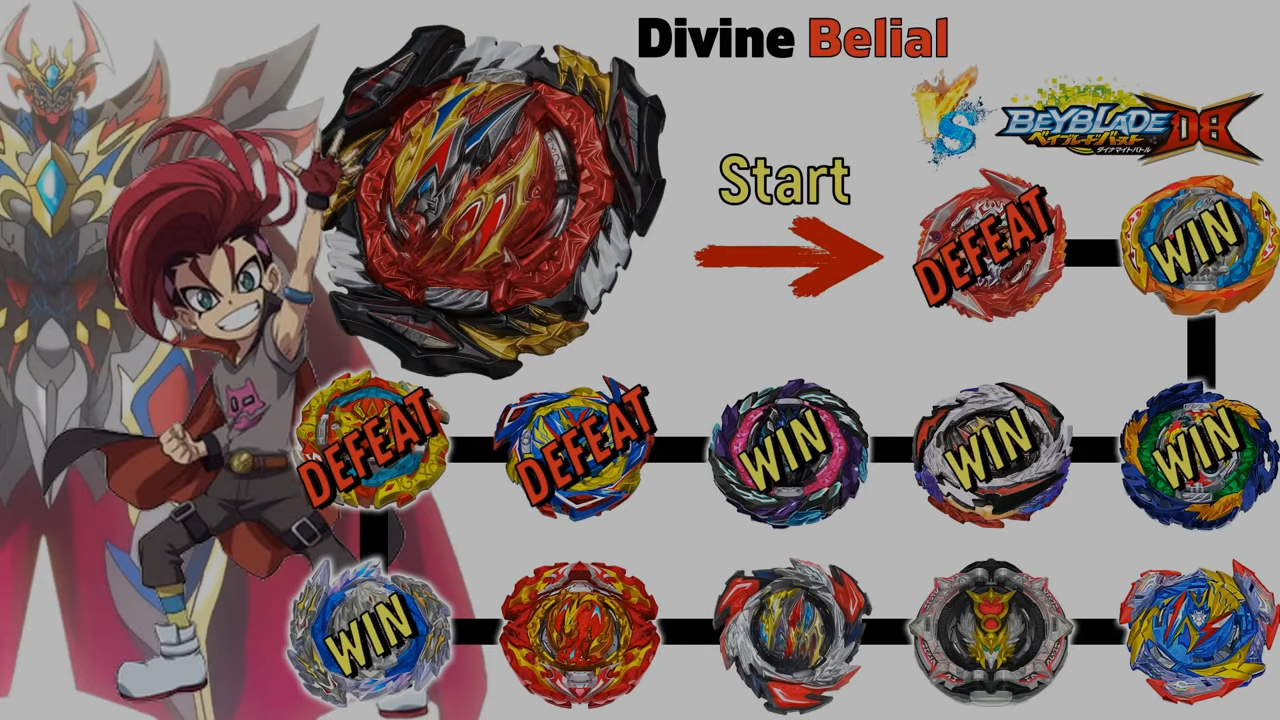 Divine Belial
VS
BEYBLADE DB
ベイブレードバースト
ダイナマイトバトル
Start
DEFEAT
WIN
DEFEAT
DEFEAT
WIN
WIN
WIN
WIN